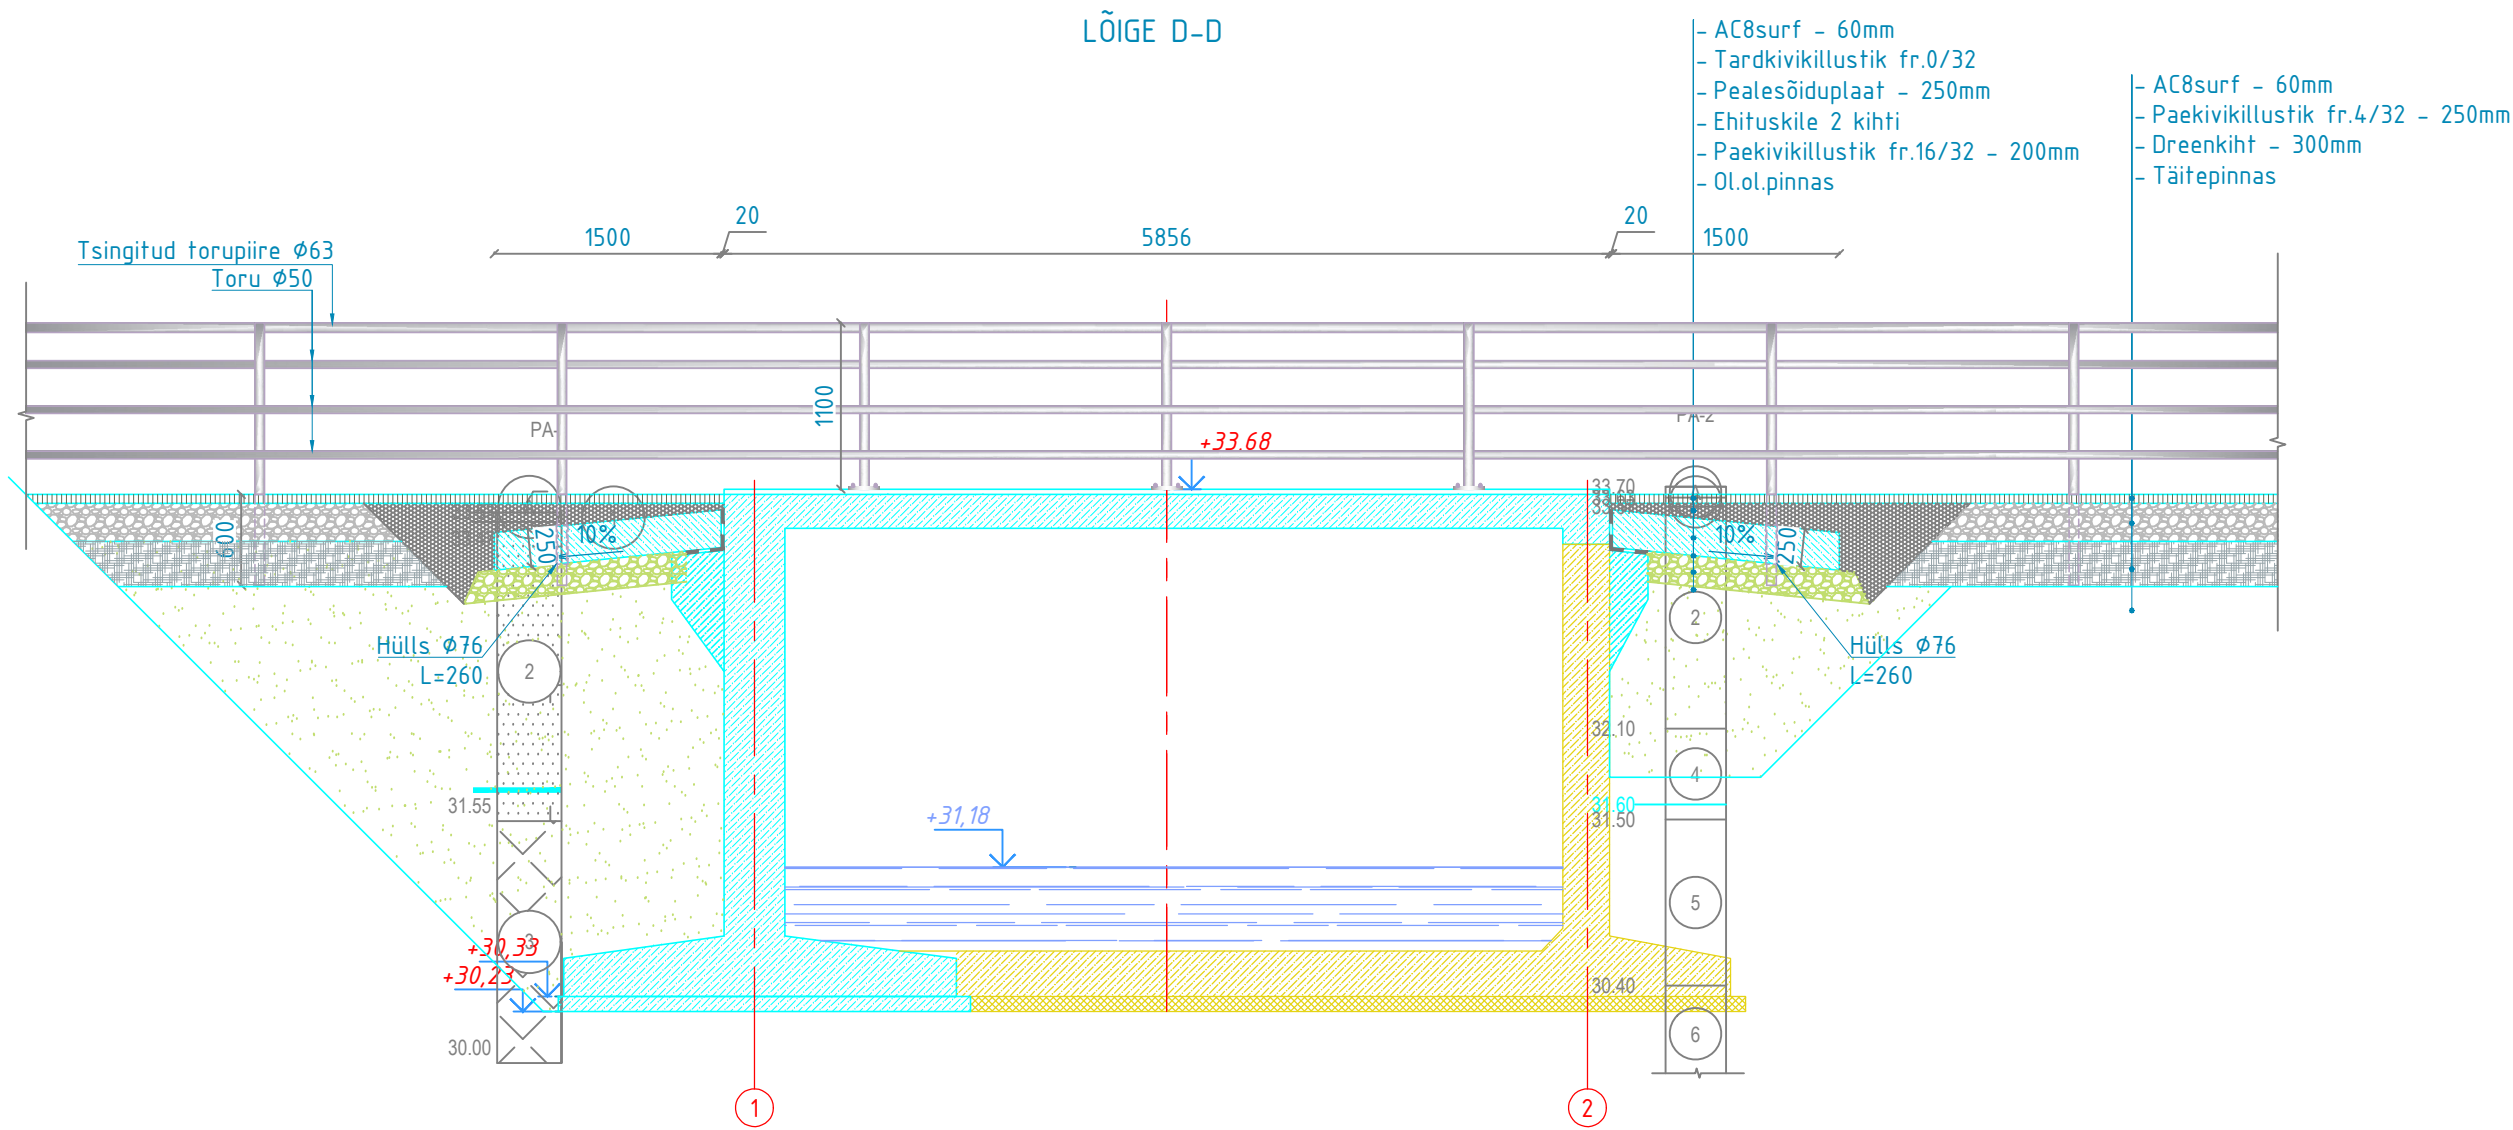 LÕIGE D-D
- AC8surf - 60mm
- Tardkivikillustik fr.0/32
- Pealesõiduplaat - 250mm
- Ehituskile 2 kihti
- Paekivikillustik fr.16/32 - 200mm
- Ol.ol.pinnas
- AC8surf - 60mm
- Paekivikillustik fr.4/32 - 250mm
- Dreenkiht - 300mm
- Täitepinnas
1500
20
5856
20
1500
Tsingitud torupiire Ø63
Toru Ø50
1100
PA-
PA-2
+33.68
33.70
600
250
10%
10%
250
Hülls Ø76
L=260
Hülls Ø76
L=260
2
2
32.10
4
31.55
31.60
31.50
+31,18
5
3
+30,33
+30,23
30.40
6
30.00
1
2